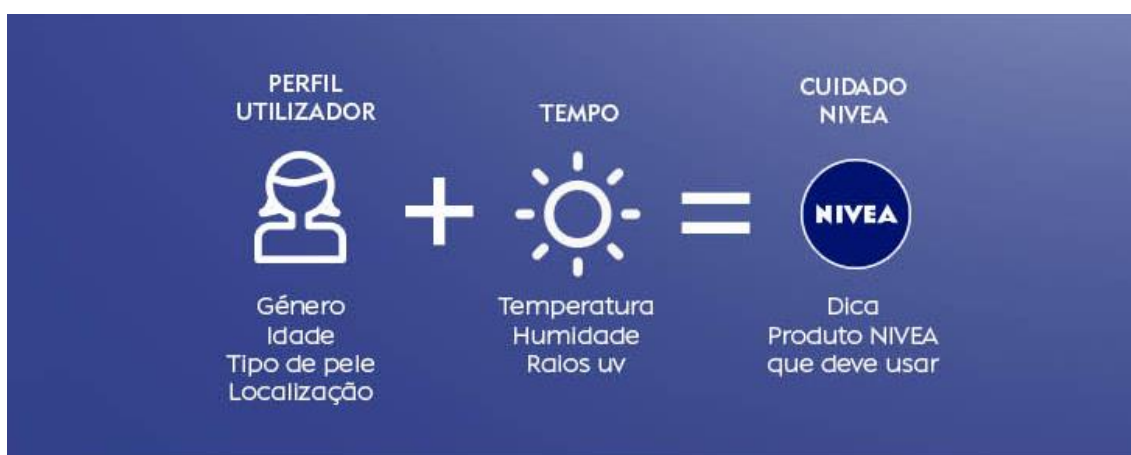 PERFIL
UTILIZADOR
Género
Idade
Tipo de pele
Localização
+
TEMPO
Temperatura
Humidade
Raios uv
=
CUIDADO
NIVEA
NIVEA
Dica
Produto NIVEA
que deve usar